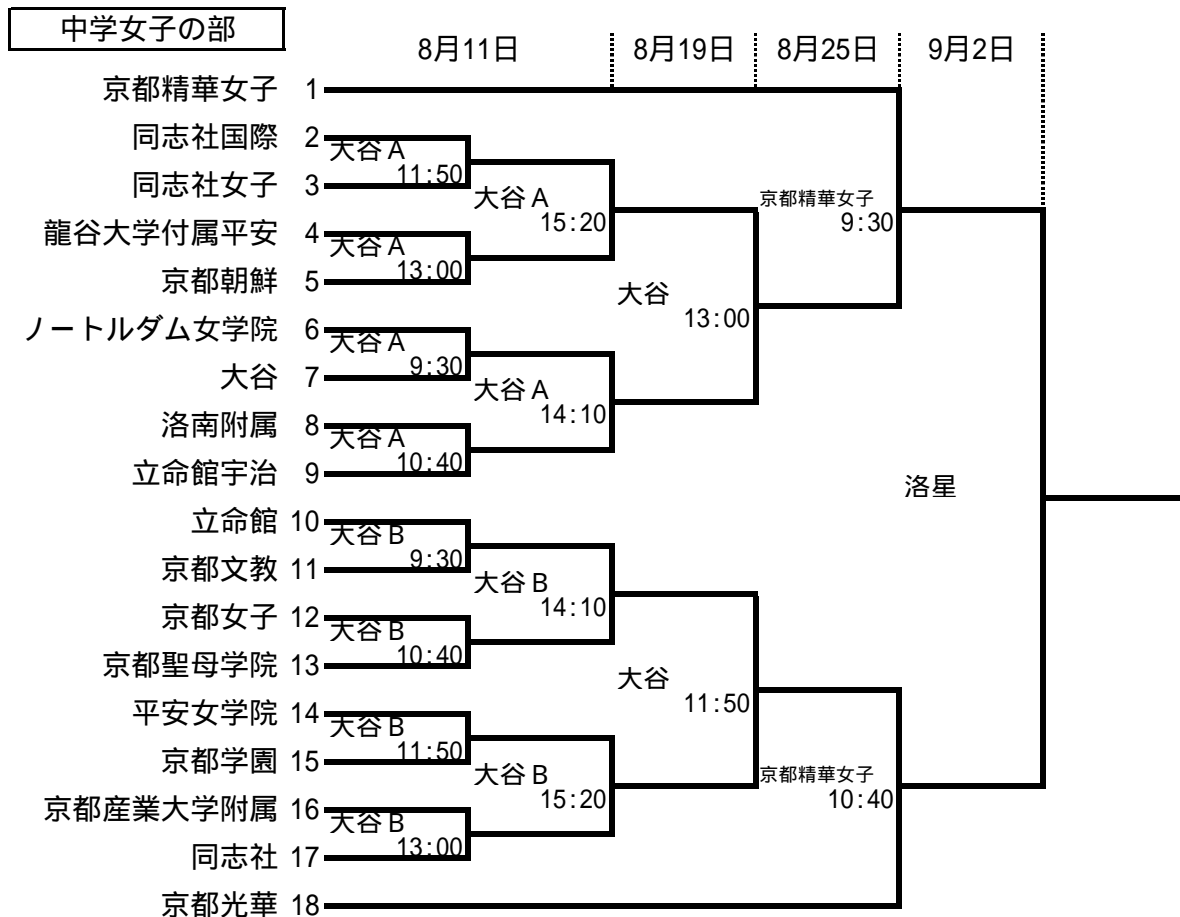 中学女子の部
8月11日 8月19日 8月25日 9月2日
京都精華女子 1
同志社国際 2
大谷Ａ
11:50
同志社女子 3
大谷Ａ
15:20
京都精華女子
9:30
龍谷大学付属平安 4
大谷Ａ
13:00
京都朝鮮 5
大谷
13:00
ノートルダム女学院 6
大谷Ａ
9:30
大谷 7
大谷Ａ
14:10
洛南附属 8
大谷Ａ
10:40
立命館宇治 9
洛星
立命館 10
大谷Ｂ
9:30
京都文教 11
大谷Ｂ
14:10
京都女子 12
大谷Ｂ
10:40
京都聖母学院 13
大谷
11:50
平安女学院 14
大谷Ｂ
11:50
京都学園 15
大谷Ｂ
15:20
京都精華女子
10:40
京都産業大学附属 16
大谷Ｂ
13:00
同志社 17
京都光華 18